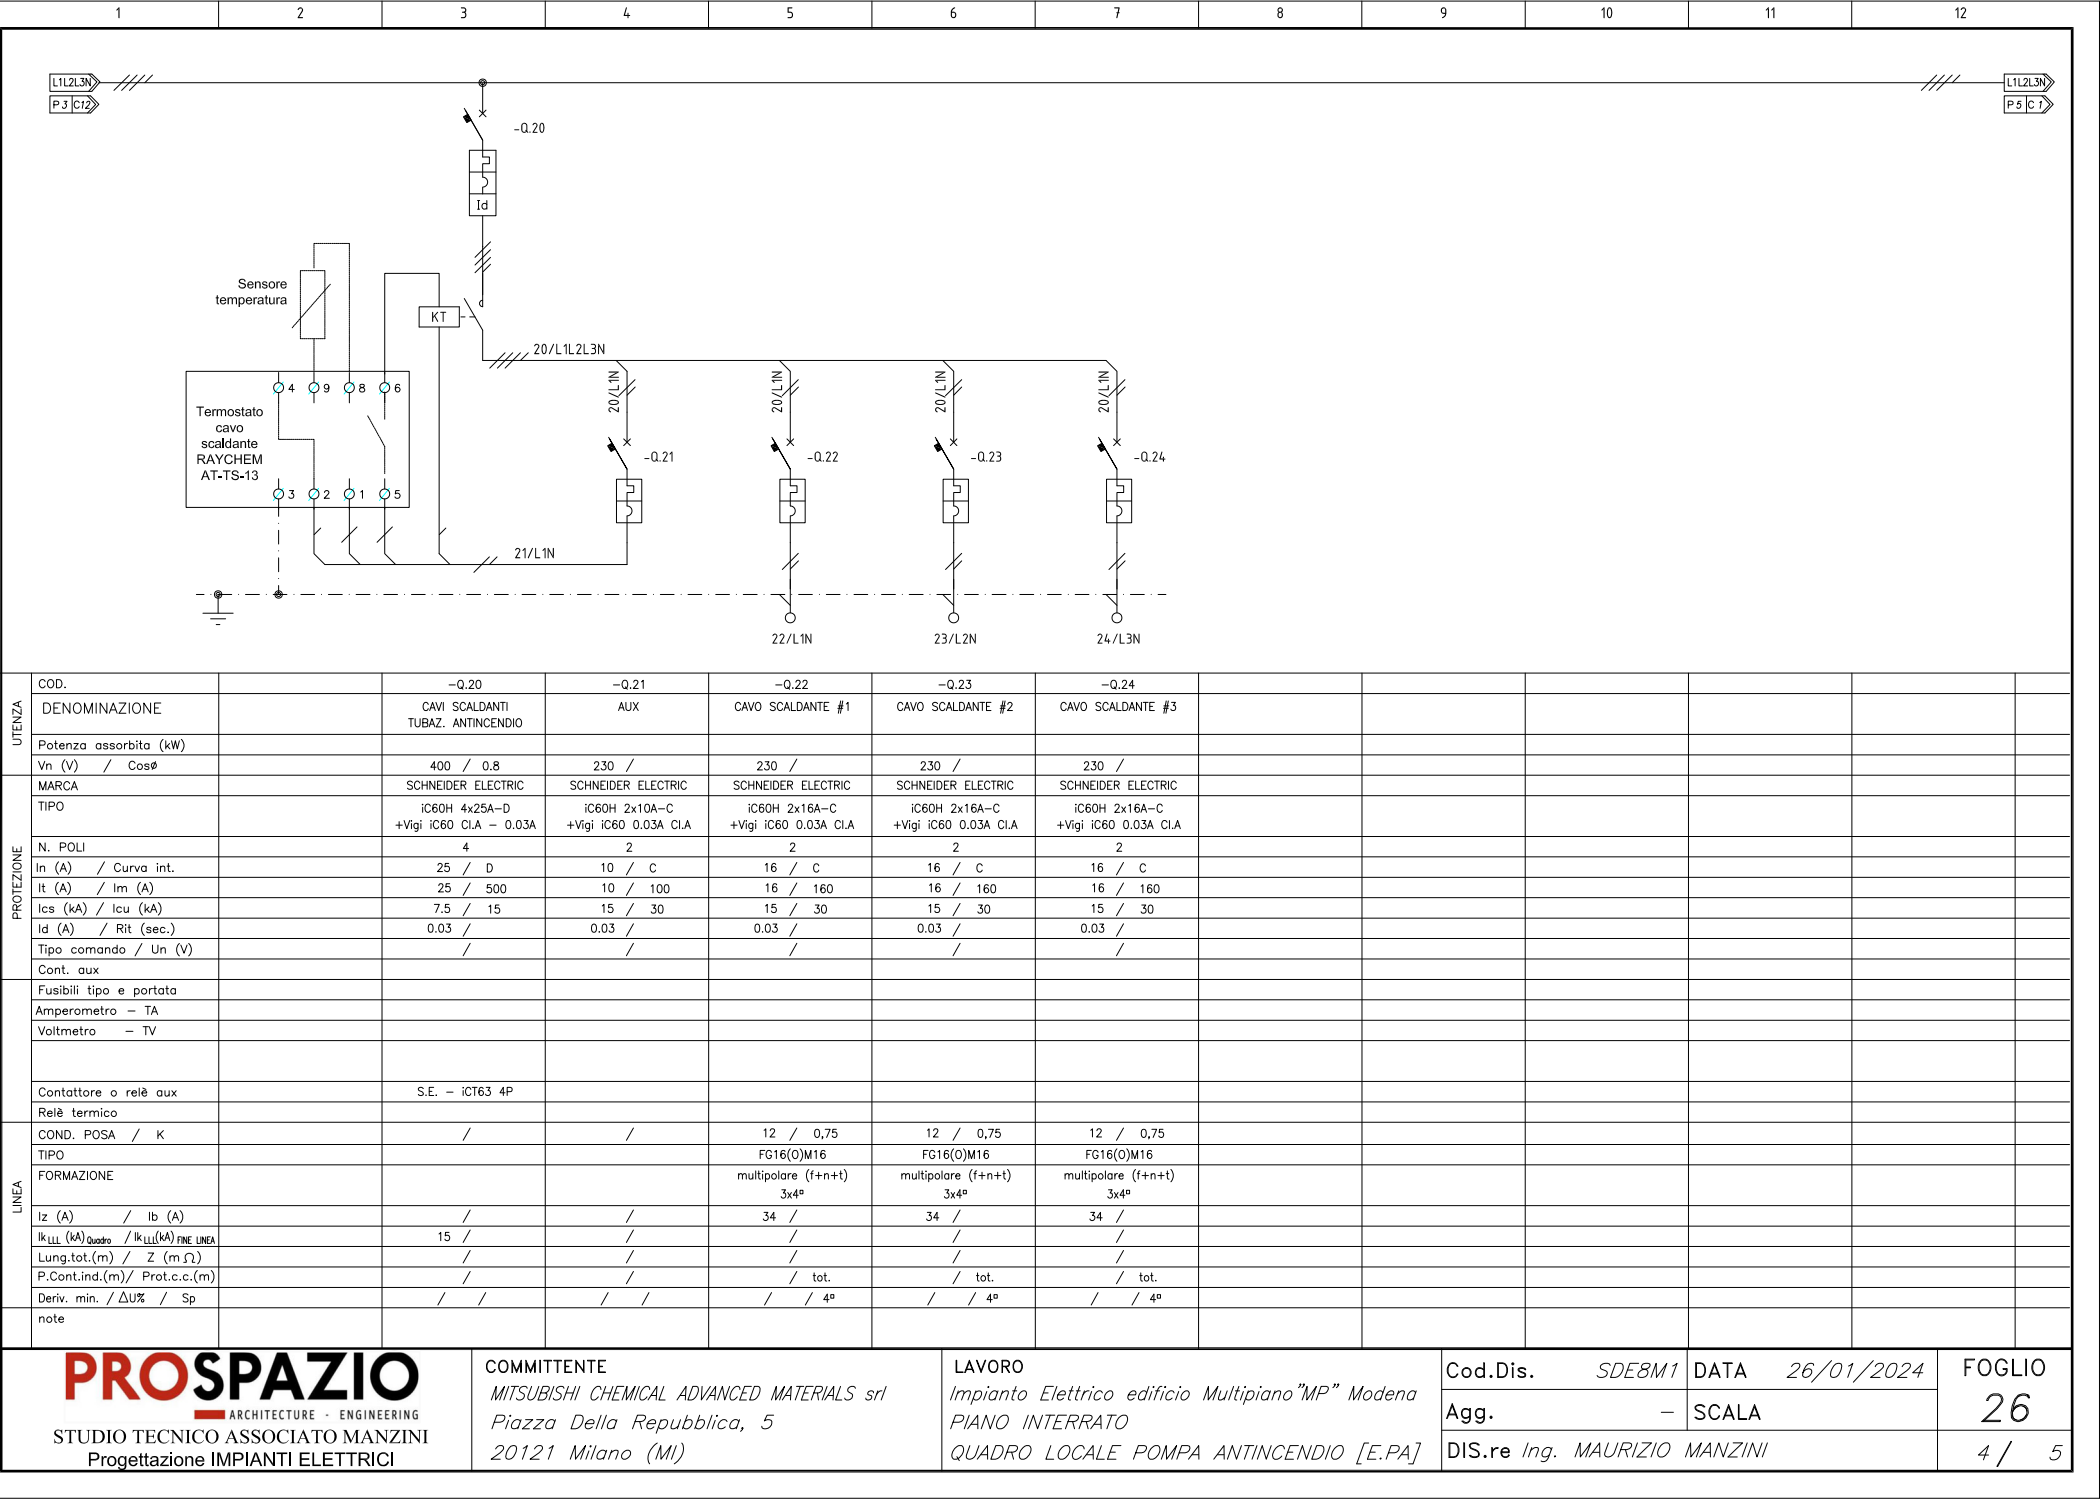 1 2 3 4 5 6 7 8 9 10 11 12
L1L2L3N L1L2L3N
P 3 C12 P 5 C 1
-Q.20
Id
Sensore
temperatura
KT
20/L1L2L3N
20/L1N 20/L1N 20/L1N 20/L1N
4 9 8 6
Termostato
cavo
scaldante
RAYCHEM
AT-TS-13
3 2 1 5
-Q.21 -Q.22 -Q.23 -Q.24
21/L1N
22/L1N 23/L2N 24/L3N
UTENZA
COD. -Q.20 -Q.21 -Q.22 -Q.23 -Q.24
DENOMINAZIONE CAVI SCALDANTI AUX CAVO SCALDANTE #1 CAVO SCALDANTE #2 CAVO SCALDANTE #3
TUBAZ. ANTINCENDIO
Potenza assorbita (kW)
Vn (V) / Cosø 400 / 0.8 230 / 230 / 230 / 230 /
PROTEZIONE
MARCA SCHNEIDER ELECTRIC SCHNEIDER ELECTRIC SCHNEIDER ELECTRIC SCHNEIDER ELECTRIC SCHNEIDER ELECTRIC
TIPO iC60H 4x25A-D iC60H 2x10A-C iC60H 2x16A-C iC60H 2x16A-C iC60H 2x16A-C
+Vigi iC60 Cl.A - 0.03A +Vigi iC60 0.03A Cl.A +Vigi iC60 0.03A Cl.A +Vigi iC60 0.03A Cl.A +Vigi iC60 0.03A Cl.A
N. POLI 4 2 2 2 2
In (A) / Curva int. 25 / D 10 / C 16 / C 16 / C 16 / C
It (A) / Im (A) 25 / 500 10 / 100 16 / 160 16 / 160 16 / 160
Ics (kA) / Icu (kA) 7.5 / 15 15 / 30 15 / 30 15 / 30 15 / 30
Id (A) / Rit (sec.) 0.03 / 0.03 / 0.03 / 0.03 / 0.03 /
Tipo comando / Un (V) / / / / /
Cont. aux
Fusibili tipo e portata
Amperometro - TA
Voltmetro - TV
Contattore o relè aux S.E. - iCT63 4P
Relè termico
LINEA
COND. POSA / K / / 12 / 0,75 12 / 0,75 12 / 0,75
TIPO FG16(O)M16 FG16(O)M16 FG16(O)M16
FORMAZIONE multipolare (f+n+t) multipolare (f+n+t) multipolare (f+n+t)
3x4¤ 3x4¤ 3x4¤
Iz (A) / Ib (A) / / 34 / 34 / 34 /
Ik LLL (kA) Quadro / Ik LLL(kA) FINE LINEA 15 / / / / /
Lung.tot.(m) / Z (mΩ) / / / / /
P.Cont.ind.(m)/ Prot.c.c.(m) / / / tot. / tot. / tot.
Deriv. min. / ΔU% / Sp / / / / / / 4¤ / / 4¤ / / 4¤
note
PROSPAZIO
ARCHITECTURE - ENGINEERING
STUDIO TECNICO ASSOCIATO MANZINI
Progettazione IMPIANTI ELETTRICI
COMMITTENTE
MITSUBISHI CHEMICAL ADVANCED MATERIALS srl
Piazza Della Repubblica, 5
20121 Milano (MI)
LAVORO
Impianto Elettrico edificio Multipiano"MP" Modena
PIANO INTERRATO
QUADRO LOCALE POMPA ANTINCENDIO [E.PA]
Cod.Dis. SDE8M1 DATA 26/01/2024
Agg. - SCALA
DIS.re Ing. MAURIZIO MANZINI
FOGLIO
26
4 / 5